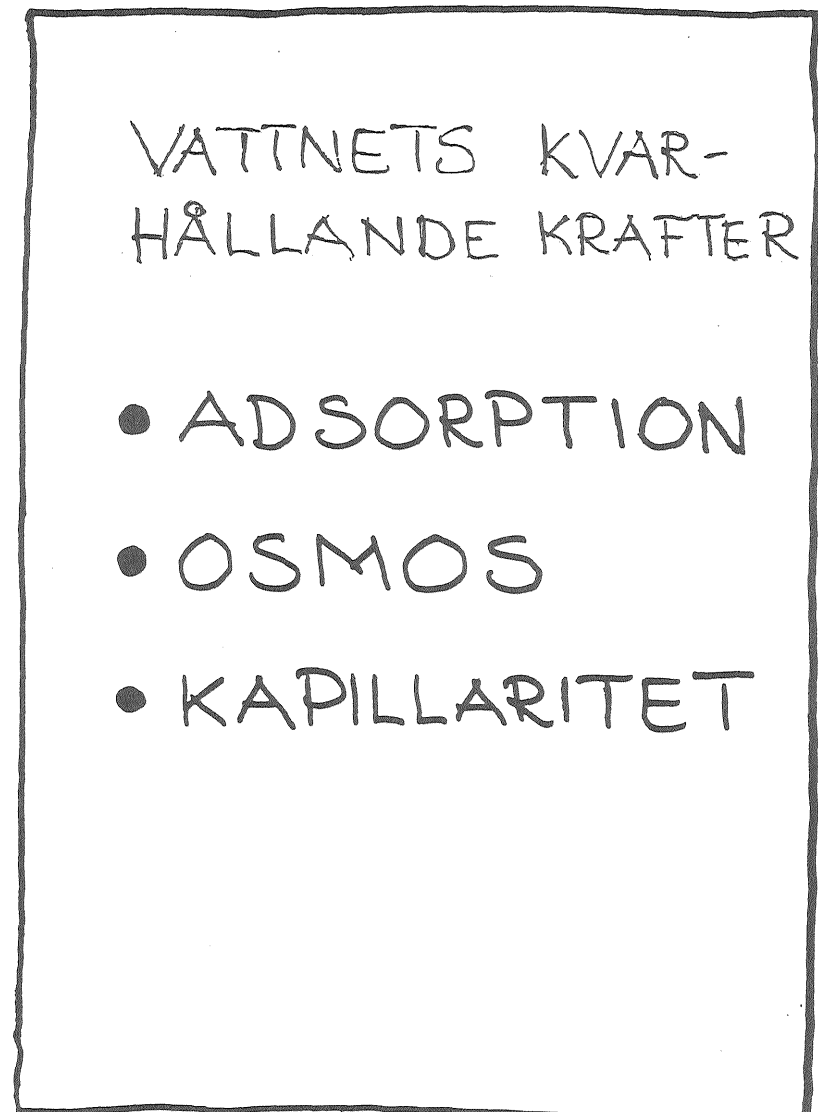 VATTNETS KVAR-
HÅLLANDE KRAFTER
• ADSORPTION
• OSMOS
• KAPILLARITET